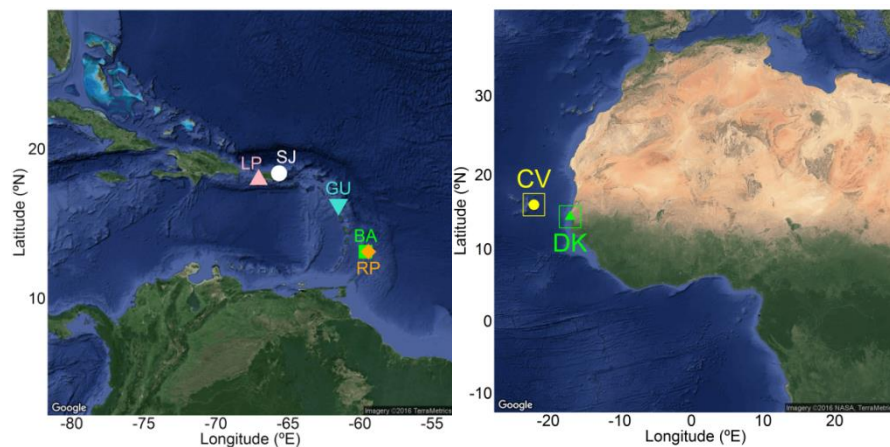 20
10
Latitude (ºN)
LP
SJ
GU
BA
RP
Google
Imagery ©2016 TerraMetrics
-80
-75
-70
-65
-60
-55
-54
Longitude (ºE)
30
20
10
0
-10
Latitude (ºN)
CV
DK
Google
Imagery ©2016 NASA, TerraMetrics
-20
-10
0
10
20
Longitude (ºE)